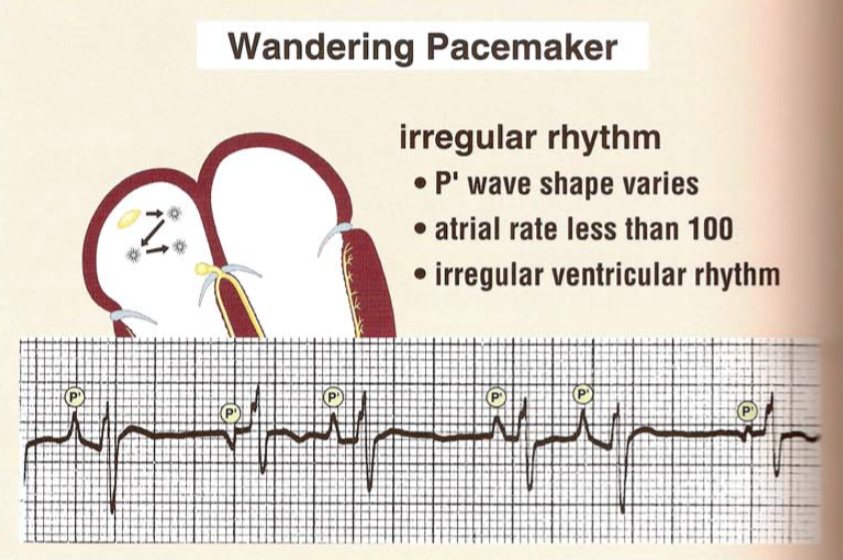 Wandering Pacemaker
irregular rhythm
• P' wave shape varies
• atrial rate less than 100
• irregular ventricular rhythm
P'
P'
P'
P'
P'
P'